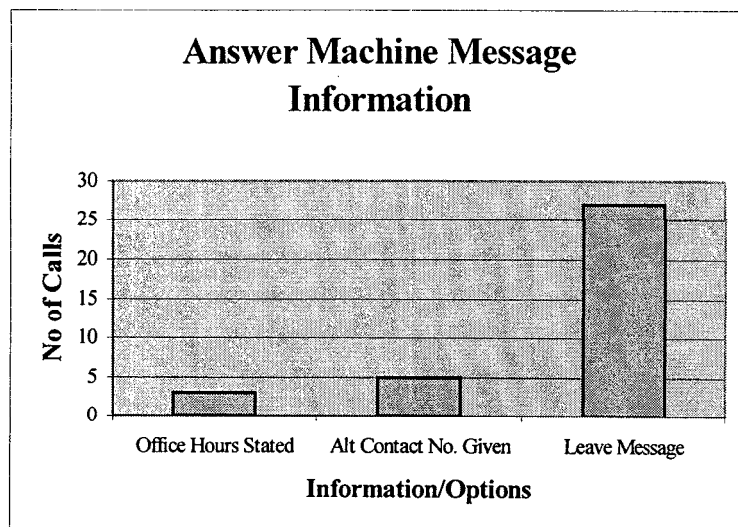 Answer Machine Message
Information
No of Calls
30
25
20
15
10
5
0
Office Hours Stated
Alt Contact No. Given
Leave Message
Information/Options